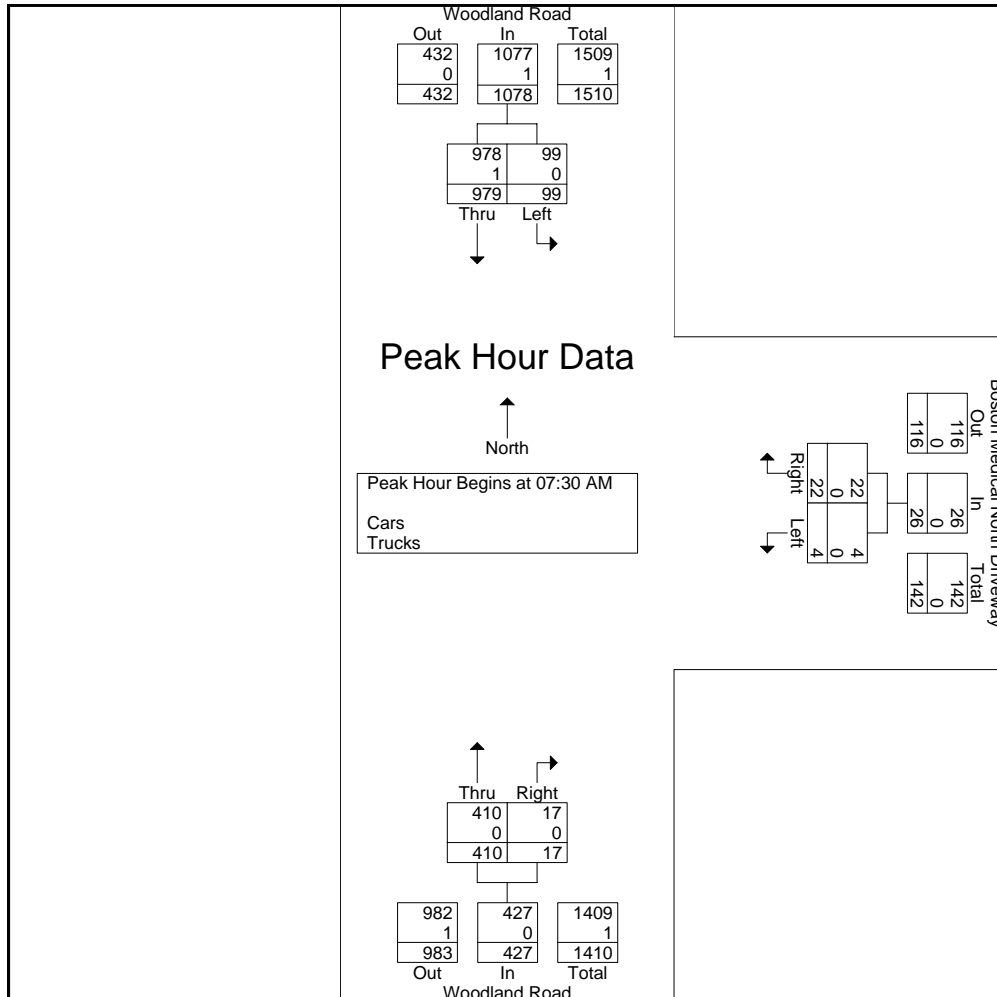 Woodland Road
Out In Total
432 1077 1509
0 1 1
432 1078 1510
978 99
1 0
979 99
Thru Left
Peak Hour Data
North
Peak Hour Begins at 07:30 AM
Cars
Trucks
Boston Medical North Driveway
Out In Total
116 26 142
0 0 0
116 26 142
22 4
0 0
22 4
Right Left
Thru Right
410 17
0 0
410 17
982 427 1409
1 0 1
983 427 1410
Out In Total
Woodland Road